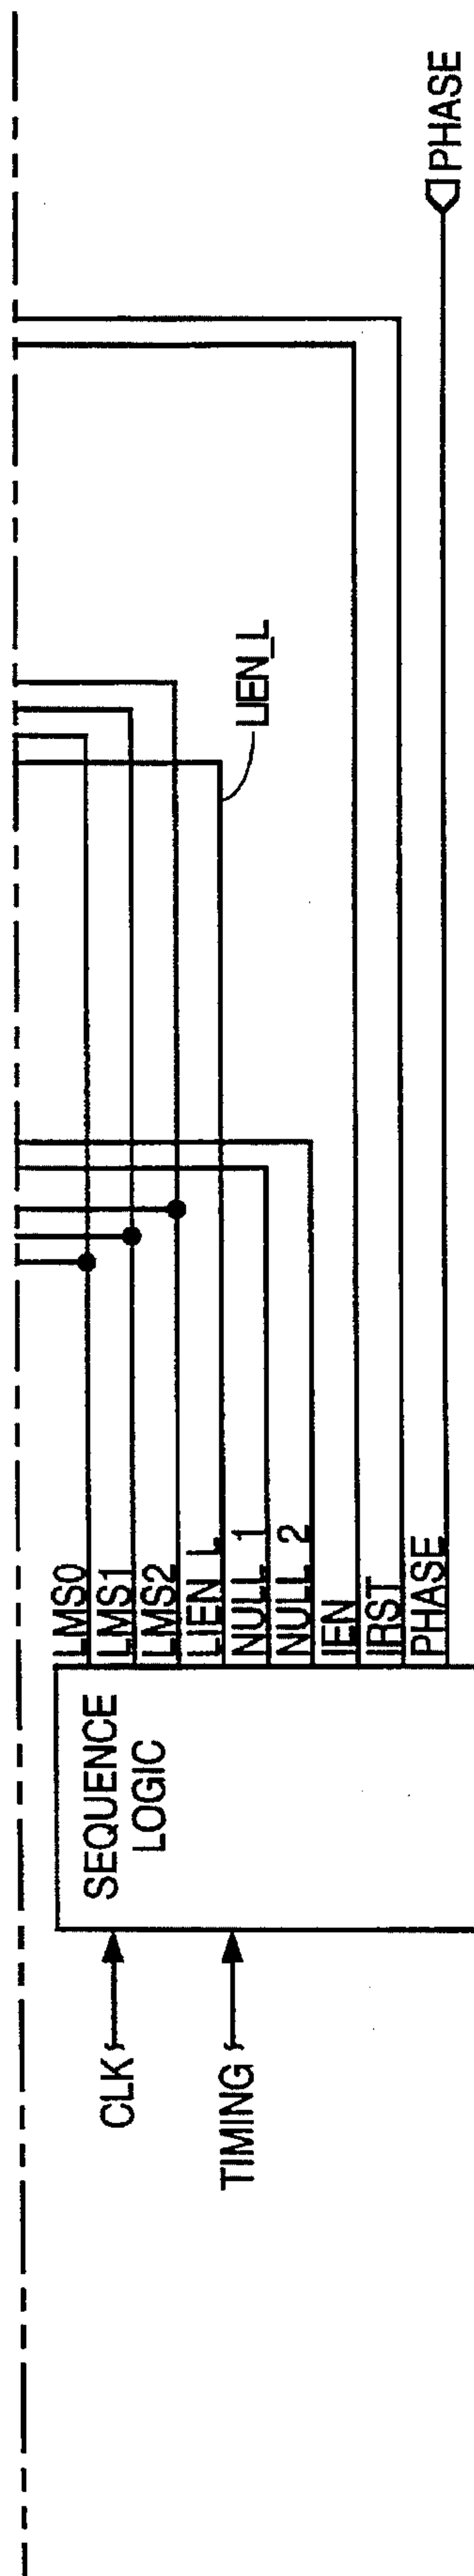 CLK
TIMING
SEQUENCE
LOGIC
LMS0
LMS1
LMS2
LIEN_L
NULL_1
NULL_2
IEN
IRST
PHASE
LIEN_L
PHASE